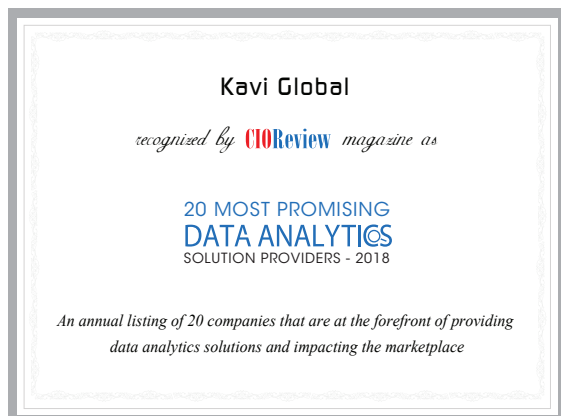 Kavi Global
recognized by CIOReview magazine as
20 MOST PROMISING
DATA ANALYTICS
SOLUTION PROVIDERS - 2018
An annual listing of 20 companies that are at the forefront of providing
data analytics solutions and impacting the marketplace